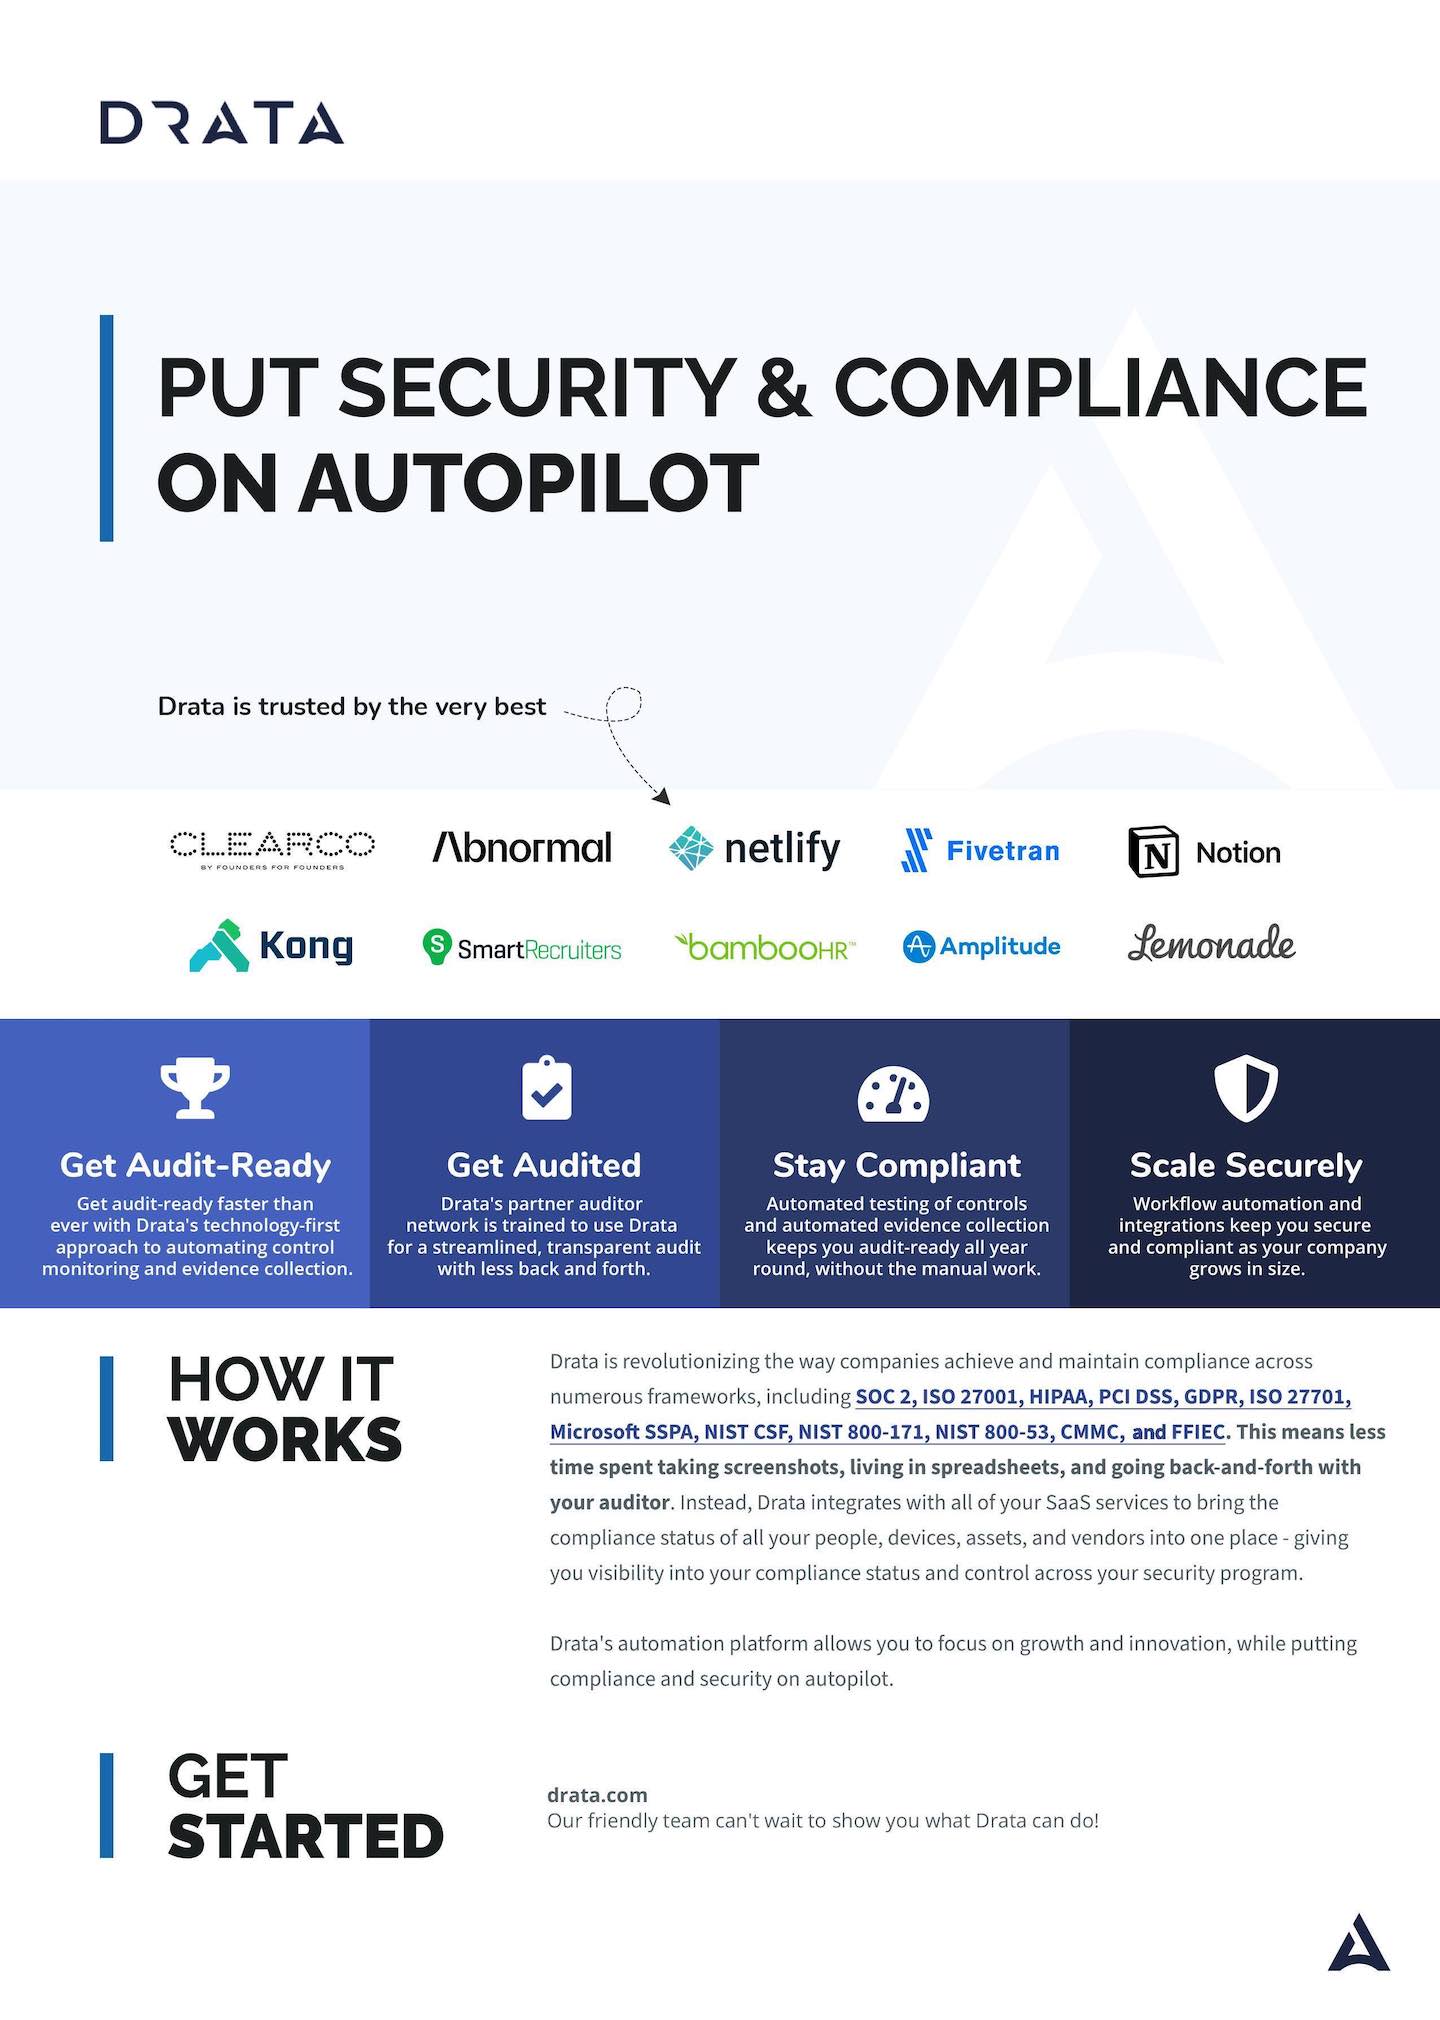 DRATA
PUT SECURITY & COMPLIANCE
ON AUTOPILOT
Drata is trusted by the very best
CLEARCO
BY FOUNDERS FOR FOUNDERS
Abnormal
netlify
Fivetran
N Notion
Kong
S SmartRecruiters
bambooHR™
Amplitude
Lemonade
Get Audit-Ready
Get audit-ready faster than
ever with Drata's technology-first
approach to automating control
monitoring and evidence collection.
Get Audited
Drata's partner auditor
network is trained to use Drata
for a streamlined, transparent audit
with less back and forth.
Stay Compliant
Automated testing of controls
and automated evidence collection
keeps you audit-ready all year
round, without the manual work.
Scale Securely
Workflow automation and
integrations keep you secure
and compliant as your company
grows in size.
HOW IT
WORKS
Drata is revolutionizing the way companies achieve and maintain compliance across
numerous frameworks, including SOC 2, ISO 27001, HIPAA, PCI DSS, GDPR, ISO 27701,
Microsoft SSPA, NIST CSF, NIST 800-171, NIST 800-53, CMMC, and FFIEC. This means less
time spent taking screenshots, living in spreadsheets, and going back-and-forth with
your auditor. Instead, Drata integrates with all of your SaaS services to bring the
compliance status of all your people, devices, assets, and vendors into one place - giving
you visibility into your compliance status and control across your security program.
Drata's automation platform allows you to focus on growth and innovation, while putting
compliance and security on autopilot.
GET
STARTED
drata.com
Our friendly team can't wait to show you what Drata can do!